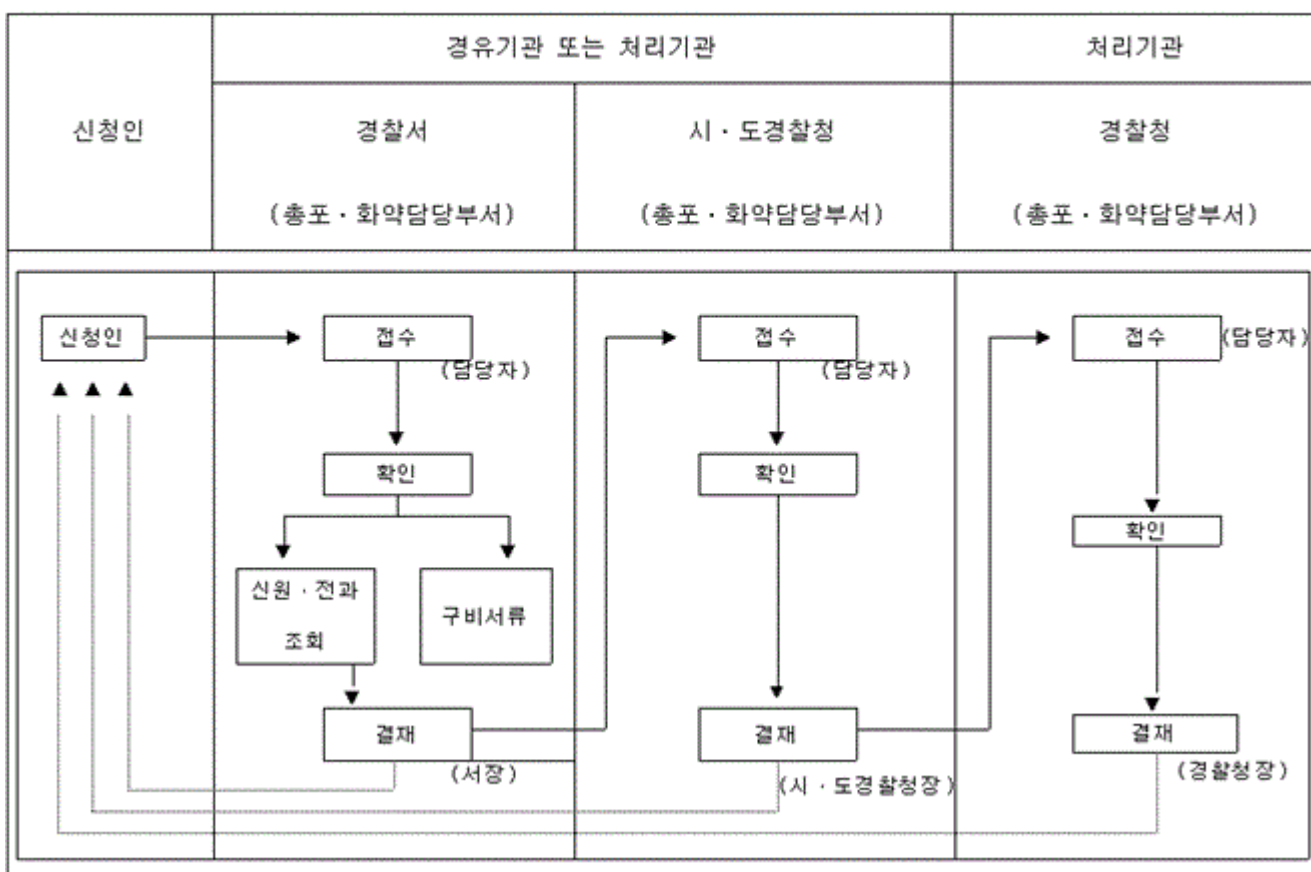 경유기관 또는 처리기관
처리기관
신청인
경찰서
시 · 도경찰청
경찰청
(총포 · 화약담당부서)
(총포 · 화약담당부서)
(총포 · 화약담당부서)
신청인
접수
(담당자)
접수
(담당자)
접수
(담당자)
확인
확인
확인
신원 · 전과
조회
구비서류
결재
(서장)
결재
(시 · 도경찰청장)
결재
(경찰청장)